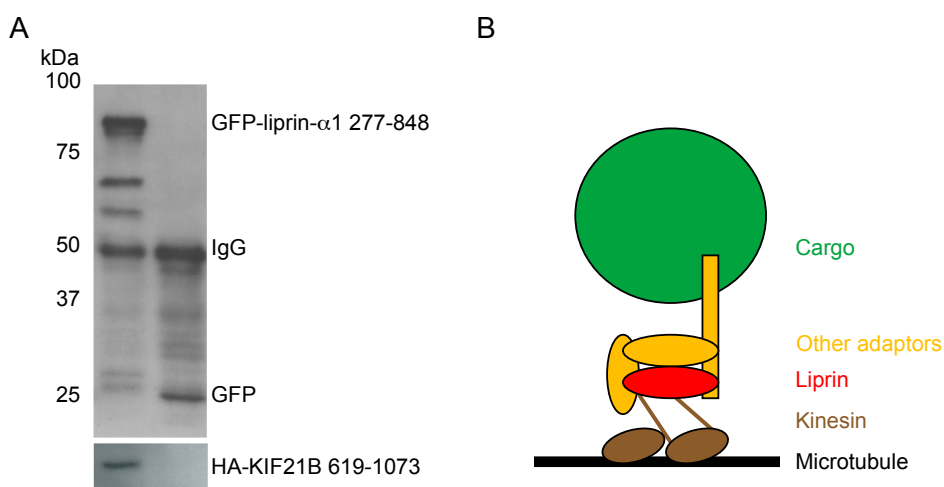 A
kDa
100
75
50
37
25
GFP-liprin-α1 277-848
IgG
GFP
HA-KIF21B 619-1073
B
Cargo
Other adaptors
Liprin
Kinesin
Microtubule